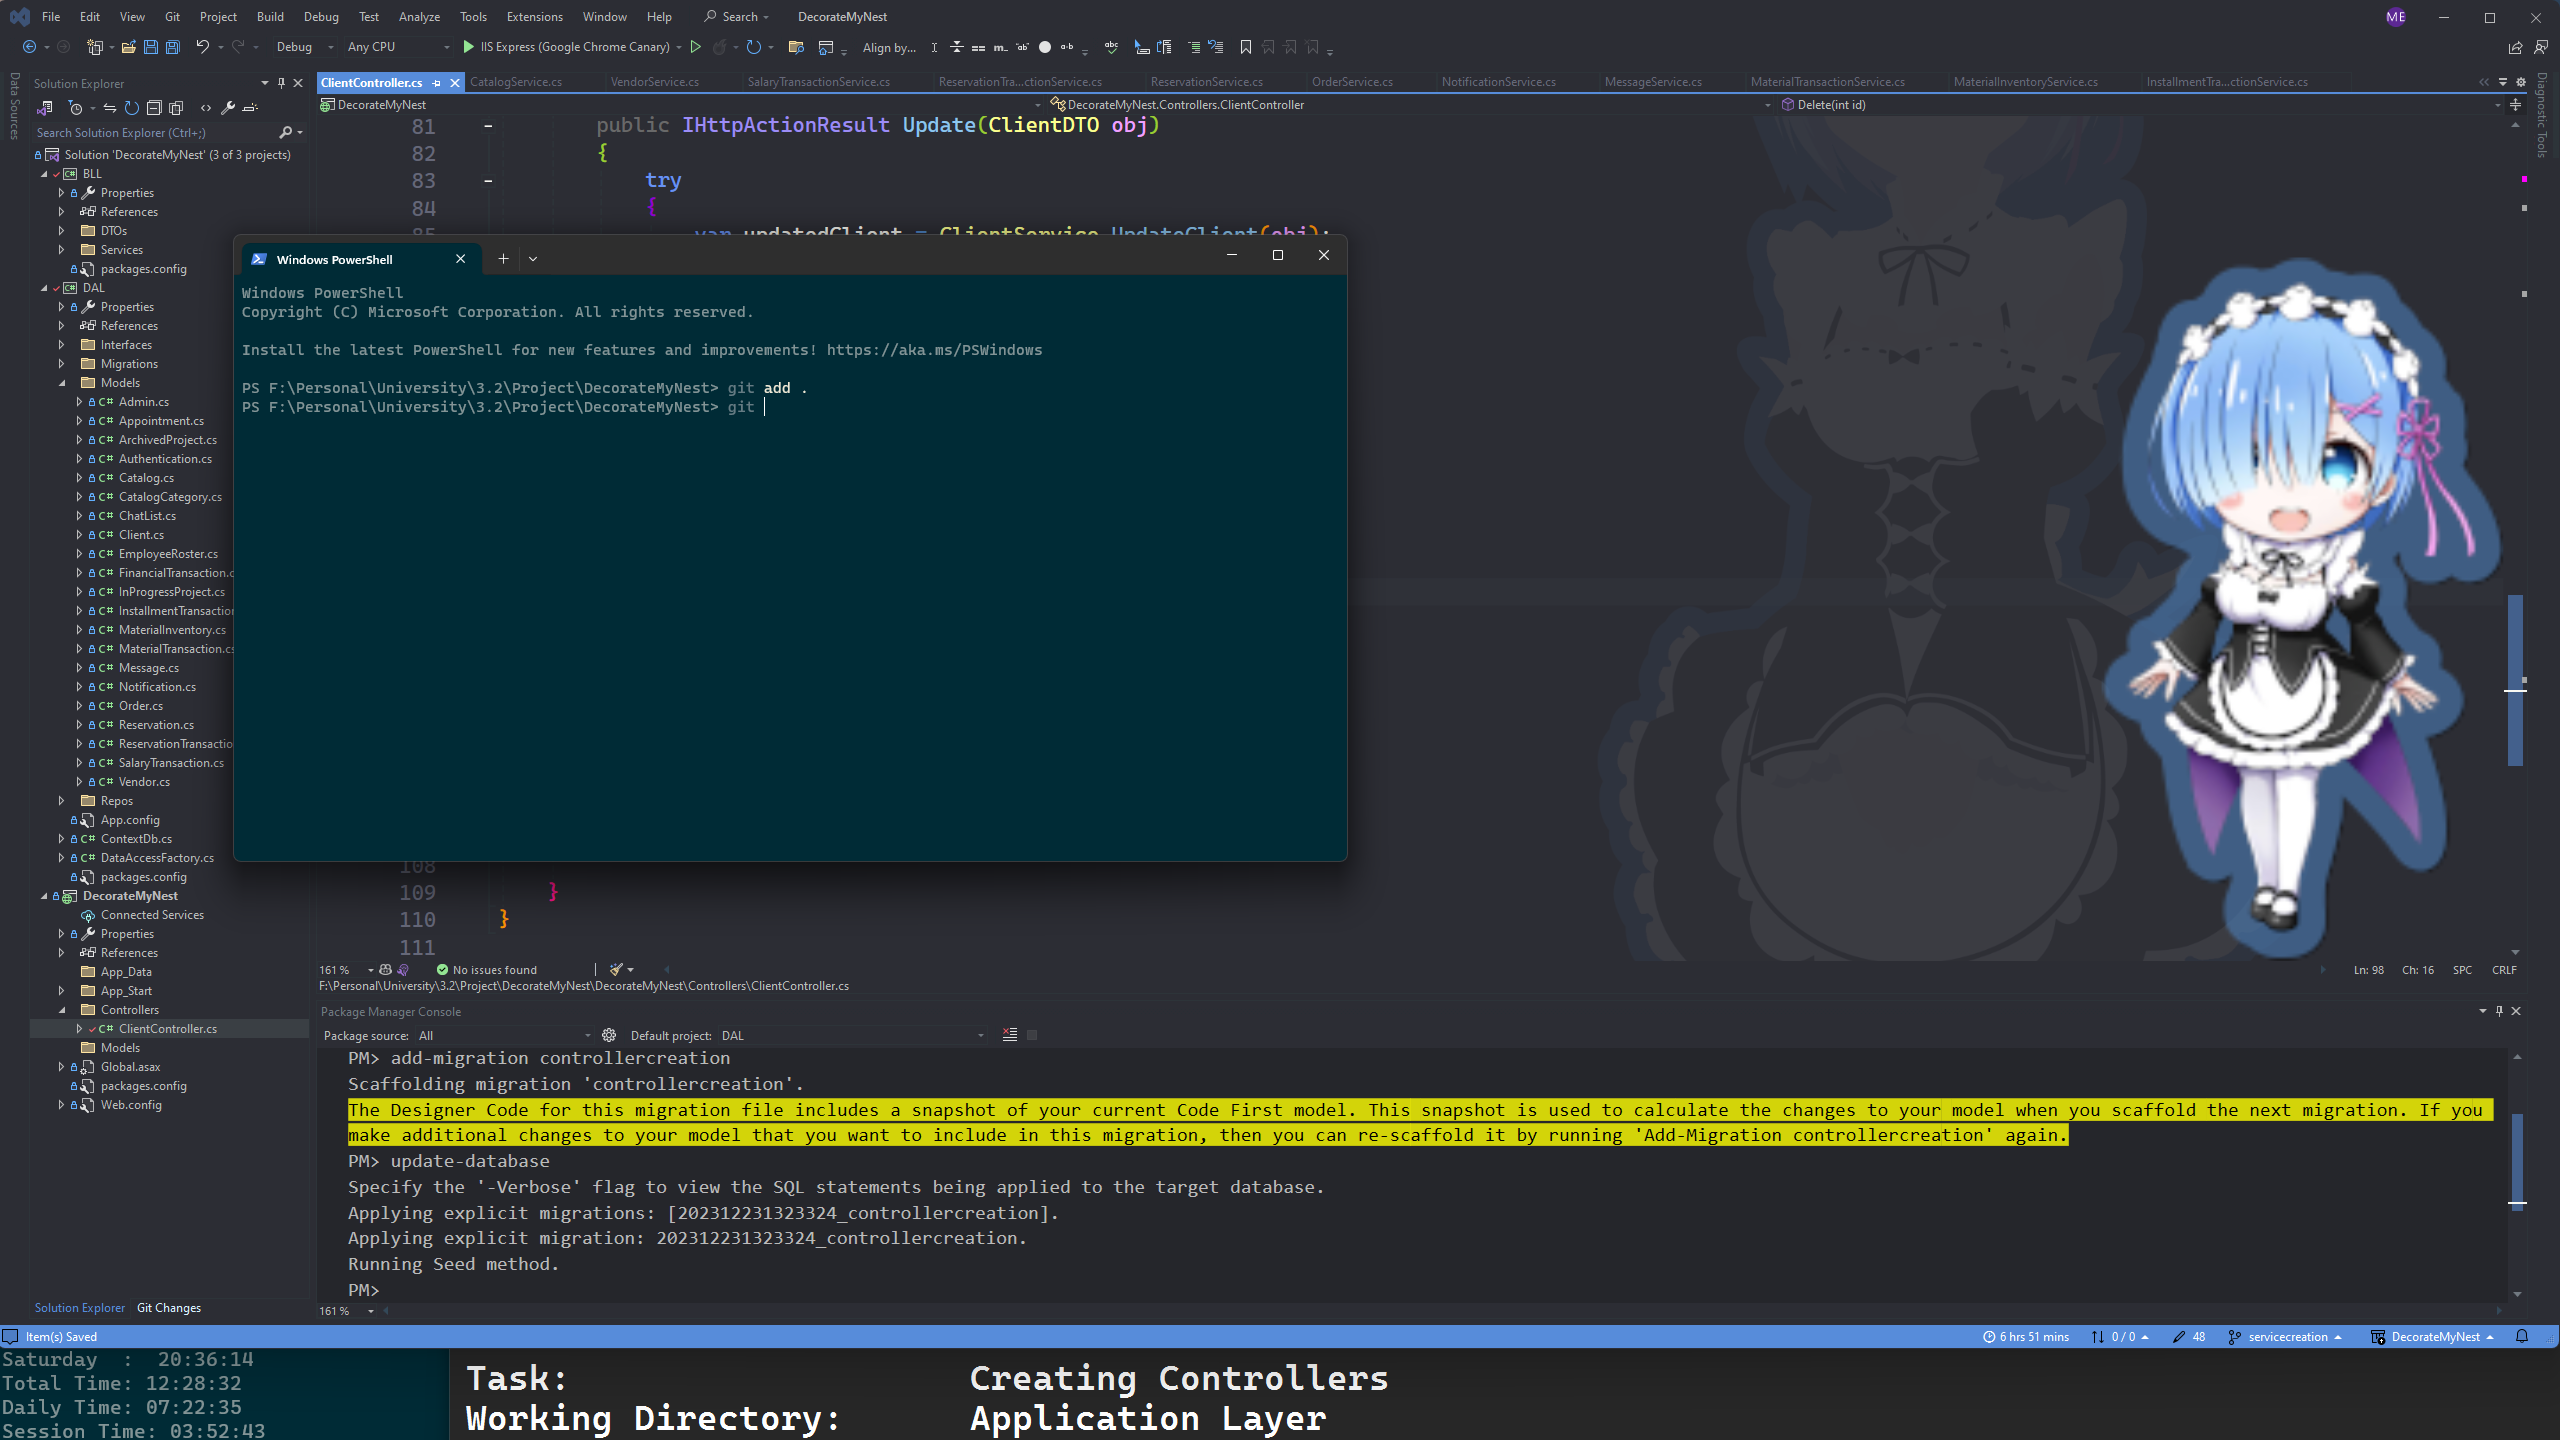 File Edit View Git Project Build Debug Test Analyze Tools Extensions Window Help Search DecorateMyNest ME
Debug Any CPU IIS Express (Google Chrome Canary) Align by...
Data Sources
Diagnostic Tools
Solution Explorer
Search Solution Explorer (Ctrl+;)
Solution 'DecorateMyNest' (3 of 3 projects)
BLL
Properties
References
DTOs
Services
packages.config
DAL
Properties
References
Interfaces
Migrations
Models
Admin.cs
Appointment.cs
ArchivedProject.cs
Authentication.cs
Catalog.cs
CatalogCategory.cs
ChatList.cs
Client.cs
EmployeeRoster.cs
FinancialTransaction.c
InProgressProject.cs
InstallmentTransaction
MaterialInventory.cs
MaterialTransaction.cs
Message.cs
Notification.cs
Order.cs
Reservation.cs
ReservationTransactio
SalaryTransaction.cs
Vendor.cs
Repos
App.config
ContextDb.cs
DataAccessFactory.cs
packages.config
DecorateMyNest
Connected Services
Properties
References
App_Data
App_Start
Controllers
ClientController.cs
Models
Global.asax
packages.config
Web.config
Solution Explorer Git Changes
ClientController.cs CatalogService.cs VendorService.cs SalaryTransactionService.cs ReservationTra...ctionService.cs ReservationService.cs OrderService.cs NotificationService.cs MessageService.cs MaterialTransactionService.cs MaterialInventoryService.cs InstallmentTra...ctionService.cs
DecorateMyNest DecorateMyNest.Controllers.ClientController Delete(int id)
81 public IHttpActionResult Update(ClientDTO obj)
82 {
83 try
84 {
85 var updatedClient = ClientService.UpdateClient(obj);
Windows PowerShell
Windows PowerShell
Copyright (C) Microsoft Corporation. All rights reserved.
Install the latest PowerShell for new features and improvements! https://aka.ms/PSWindows
PS F:\Personal\University\3.2\Project\DecorateMyNest> git add .
PS F:\Personal\University\3.2\Project\DecorateMyNest> git
108
109 }
110 }
111
161 % No issues found Ln: 98 Ch: 16 SPC CRLF
F:\Personal\University\3.2\Project\DecorateMyNest\DecorateMyNest\Controllers\ClientController.cs
Package Manager Console
Package source: All Default project: DAL
PM> add-migration controllercreation
Scaffolding migration 'controllercreation'.
The Designer Code for this migration file includes a snapshot of your current Code First model. This snapshot is used to calculate the changes to your model when you scaffold the next migration. If you
make additional changes to your model that you want to include in this migration, then you can re-scaffold it by running 'Add-Migration controllercreation' again.
PM> update-database
Specify the '-Verbose' flag to view the SQL statements being applied to the target database.
Applying explicit migrations: [202312231323324_controllercreation].
Applying explicit migration: 202312231323324_controllercreation.
Running Seed method.
PM>
161 %
Item(s) Saved 6 hrs 51 mins 0 / 0 48 servicecreation DecorateMyNest
Saturday : 20:36:14
Total Time: 12:28:32
Daily Time: 07:22:35
Session Time: 03:52:43
Task: Creating Controllers
Working Directory: Application Layer